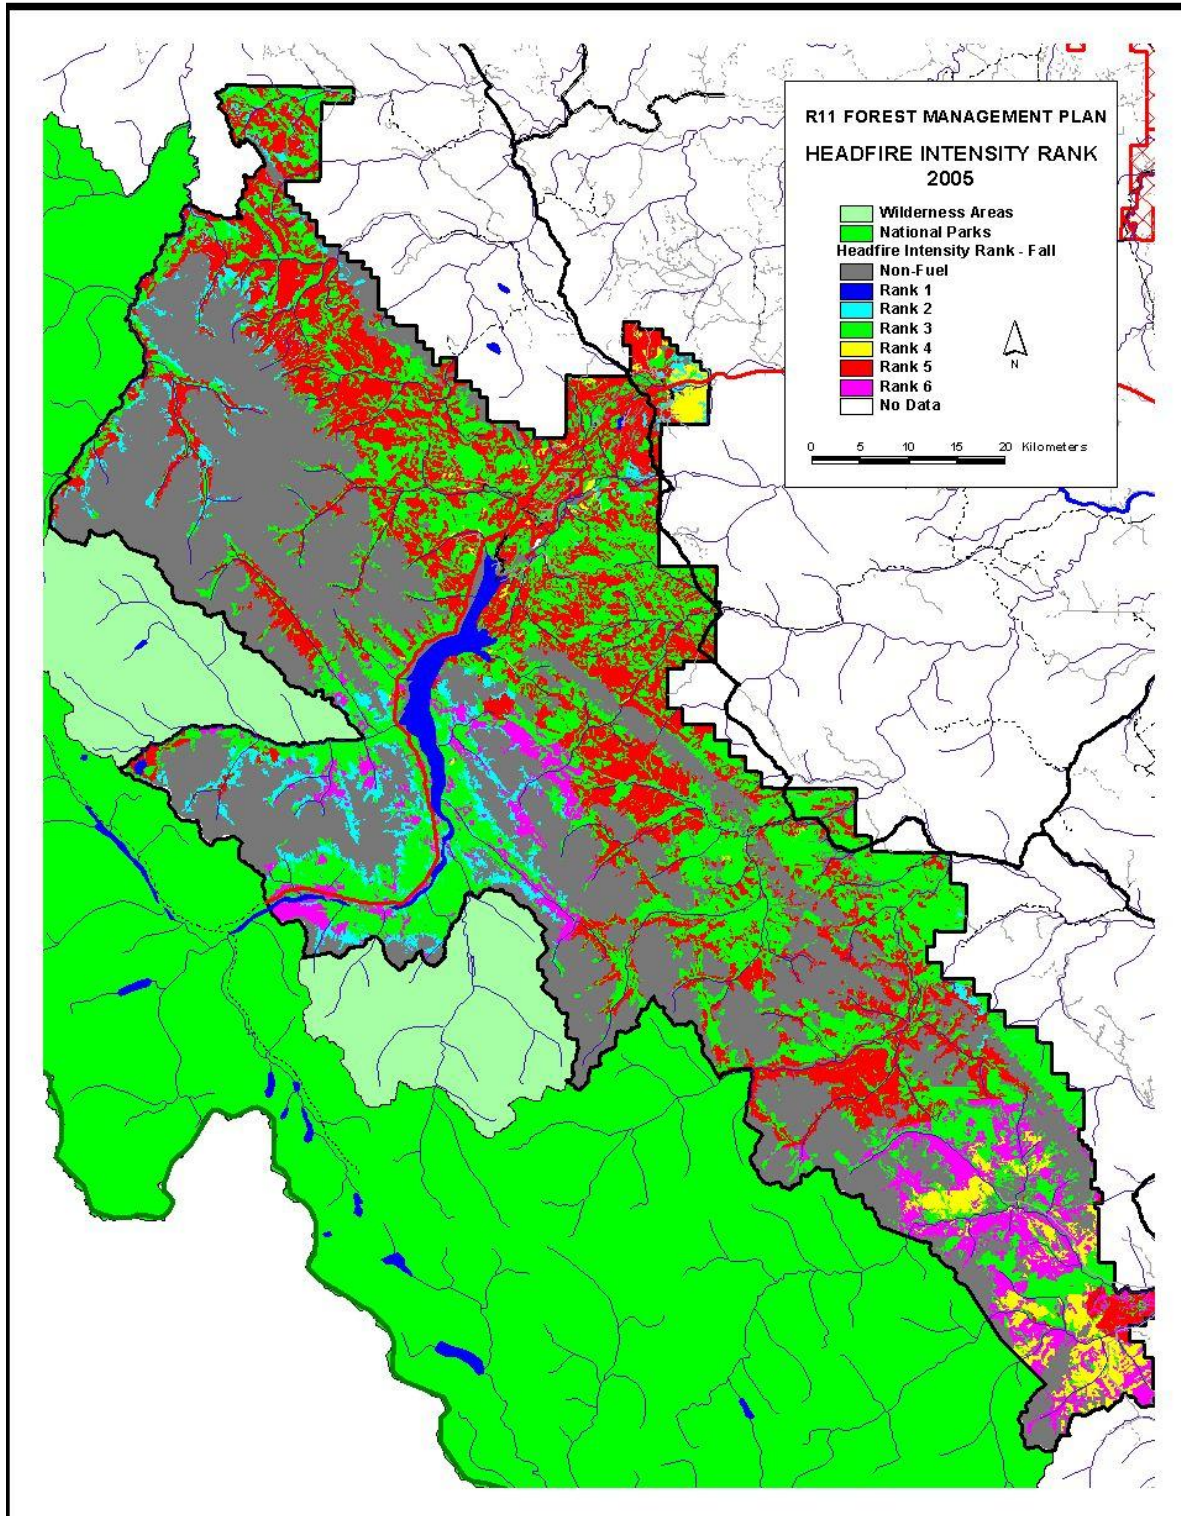 R11 FOREST MANAGEMENT PLAN
HEADFIRE INTENSITY RANK
2005
Wilderness Areas
National Parks
Headfire Intensity Rank - Fall
Non-Fuel
Rank 1
Rank 2
Rank 3
Rank 4
Rank 5
Rank 6
No Data
N
0 5 10 15 20 Kilometers